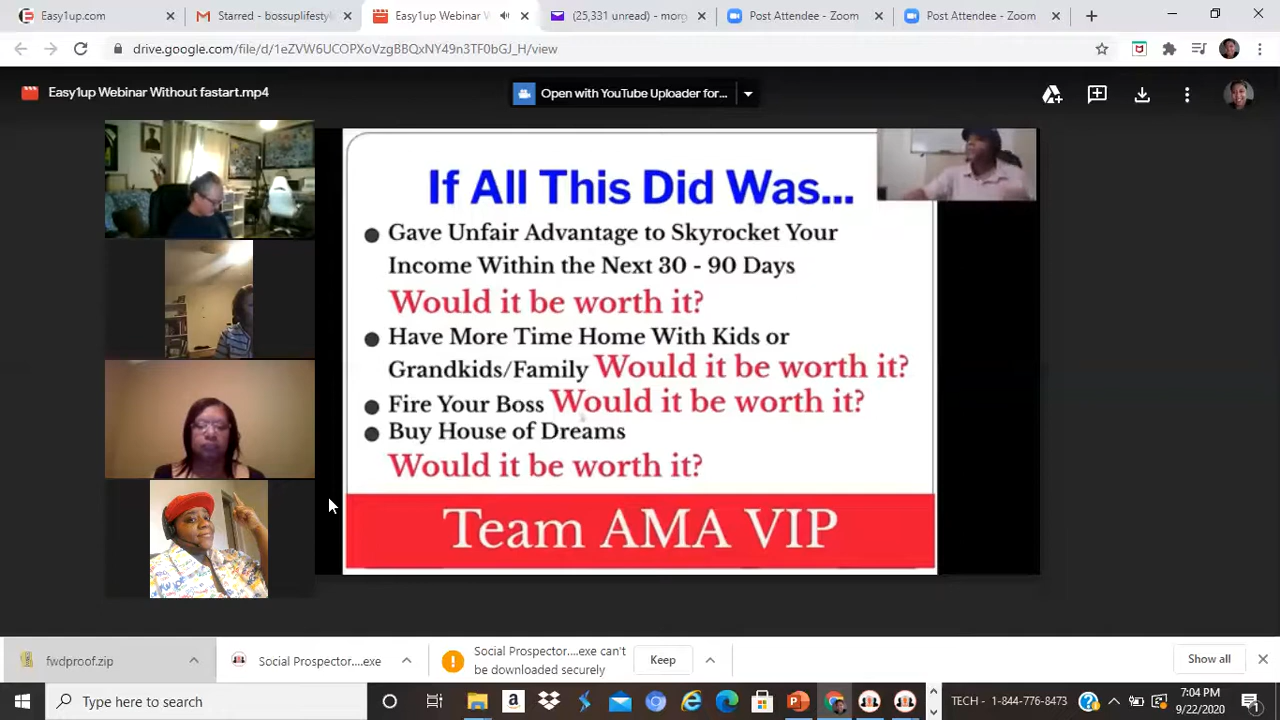 Easy1up.com
Starred - bossuplifesty
Easy1up Webinar W
(25,331 unread) - morg
Post Attendee - Zoom
Post Attendee - Zoom
drive.google.com/file/d/1eZVW6UCOPXoVzgBBQxNY49n3TF0bGJ_H/view
Easy1up Webinar Without fastart.mp4
Open with YouTube Uploader for...
If All This Did Was...
Gave Unfair Advantage to Skyrocket Your
Income Within the Next 30 - 90 Days
Would it be worth it?
Have More Time Home With Kids or
Grandkids/Family Would it be worth it?
Fire Your Boss Would it be worth it?
Buy House of Dreams
Would it be worth it?
Team AMA VIP
fwdproof.zip
Social Prospector....exe
Social Prospector....exe can't
be downloaded securely
Keep
Show all
Type here to search
TECH - 1-844-776-8473
7:04 PM
9/22/2020